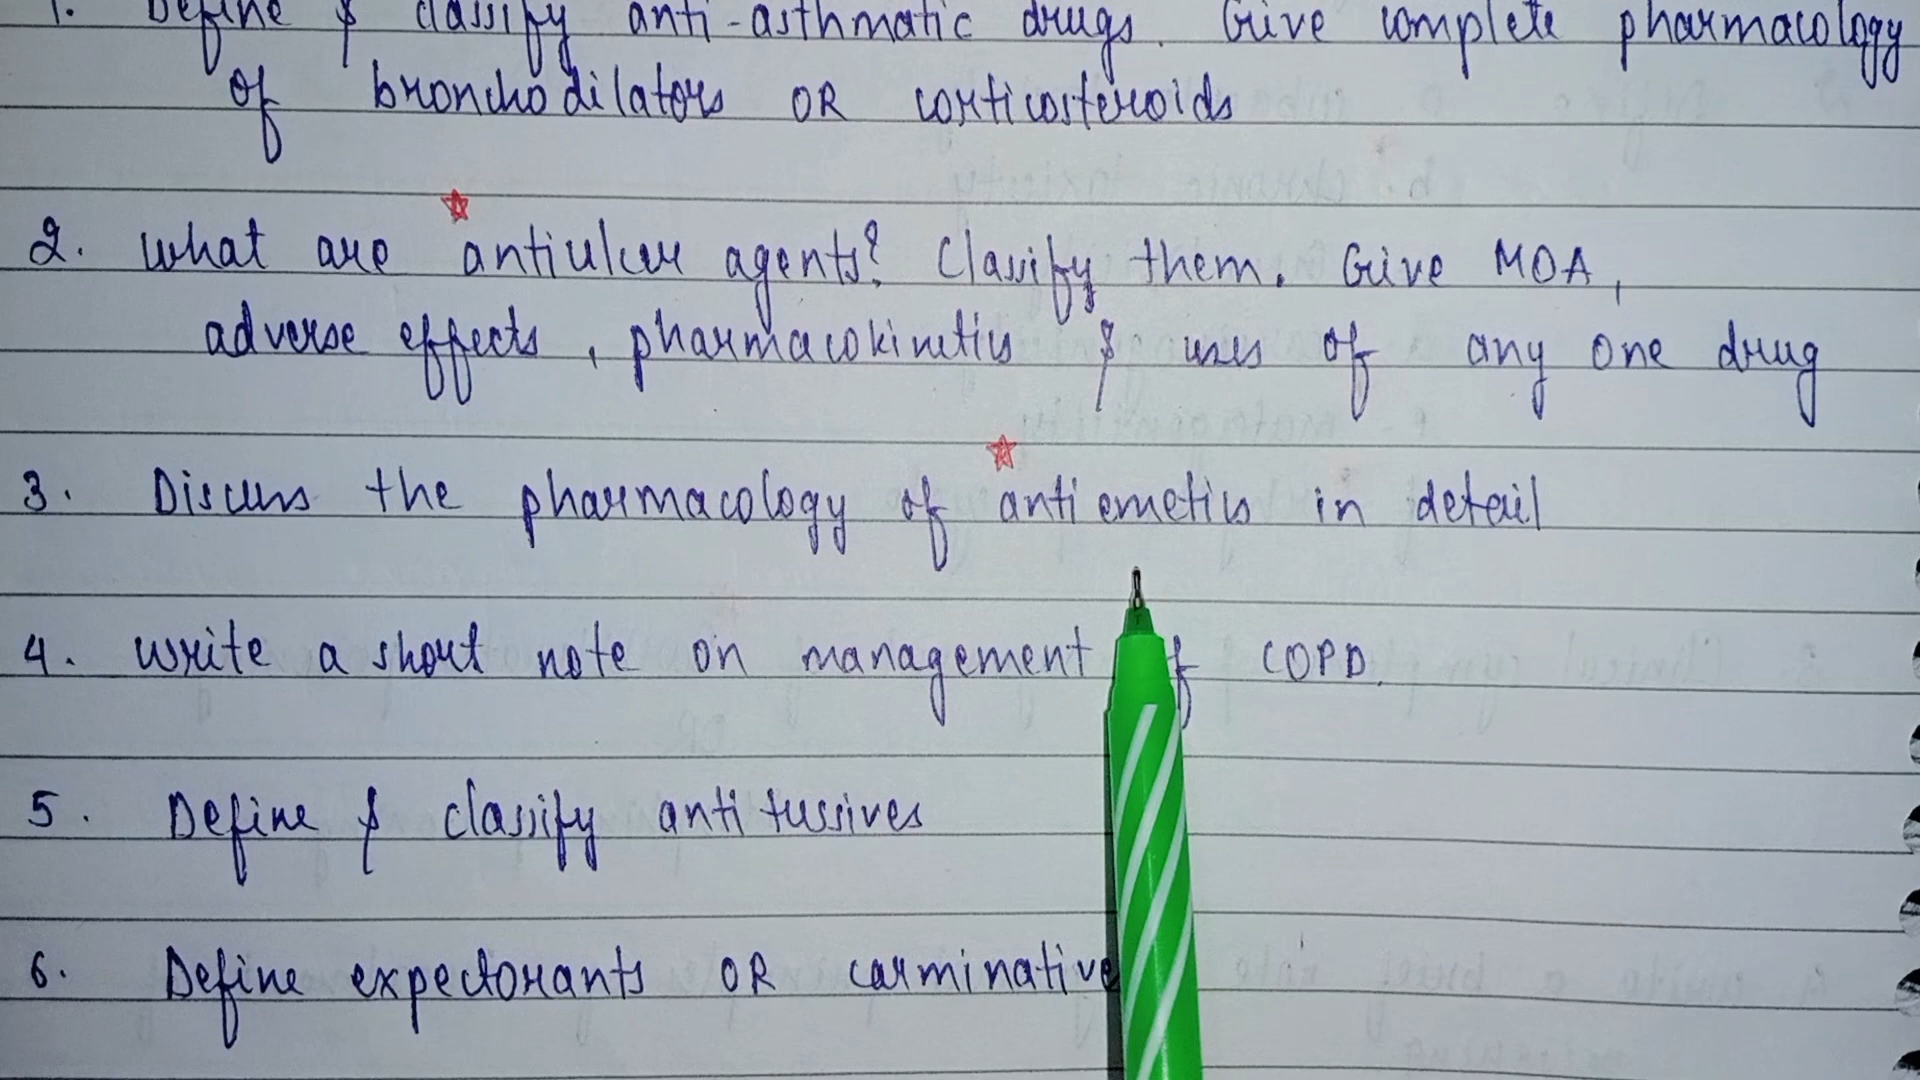 1. Define & classify anti-asthmatic drugs. Give complete pharmacology
of bronchodilators OR corticosteroids
2. What are antiulcer agents? Classify them. Give MOA,
adverse effects, pharmacokinetics & uses of any one drug
3. Discuss the pharmacology of antiemetics in detail
4. Write a short note on management of COPD.
5. Define & classify antitussives
6. Define expectorants OR carminative